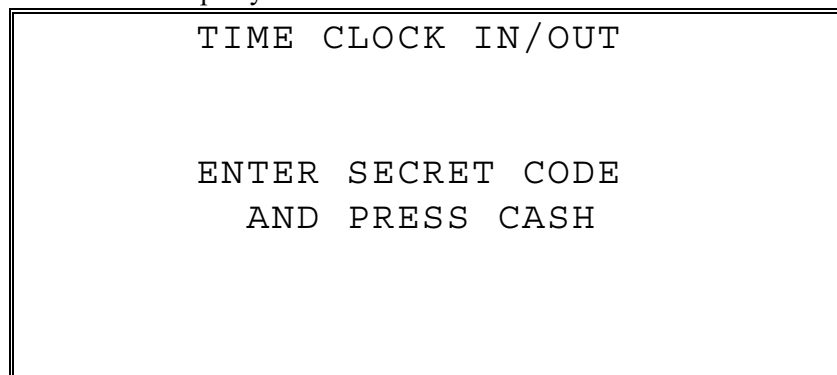 TIME CLOCK IN/OUT
ENTER SECRET CODE
AND PRESS CASH